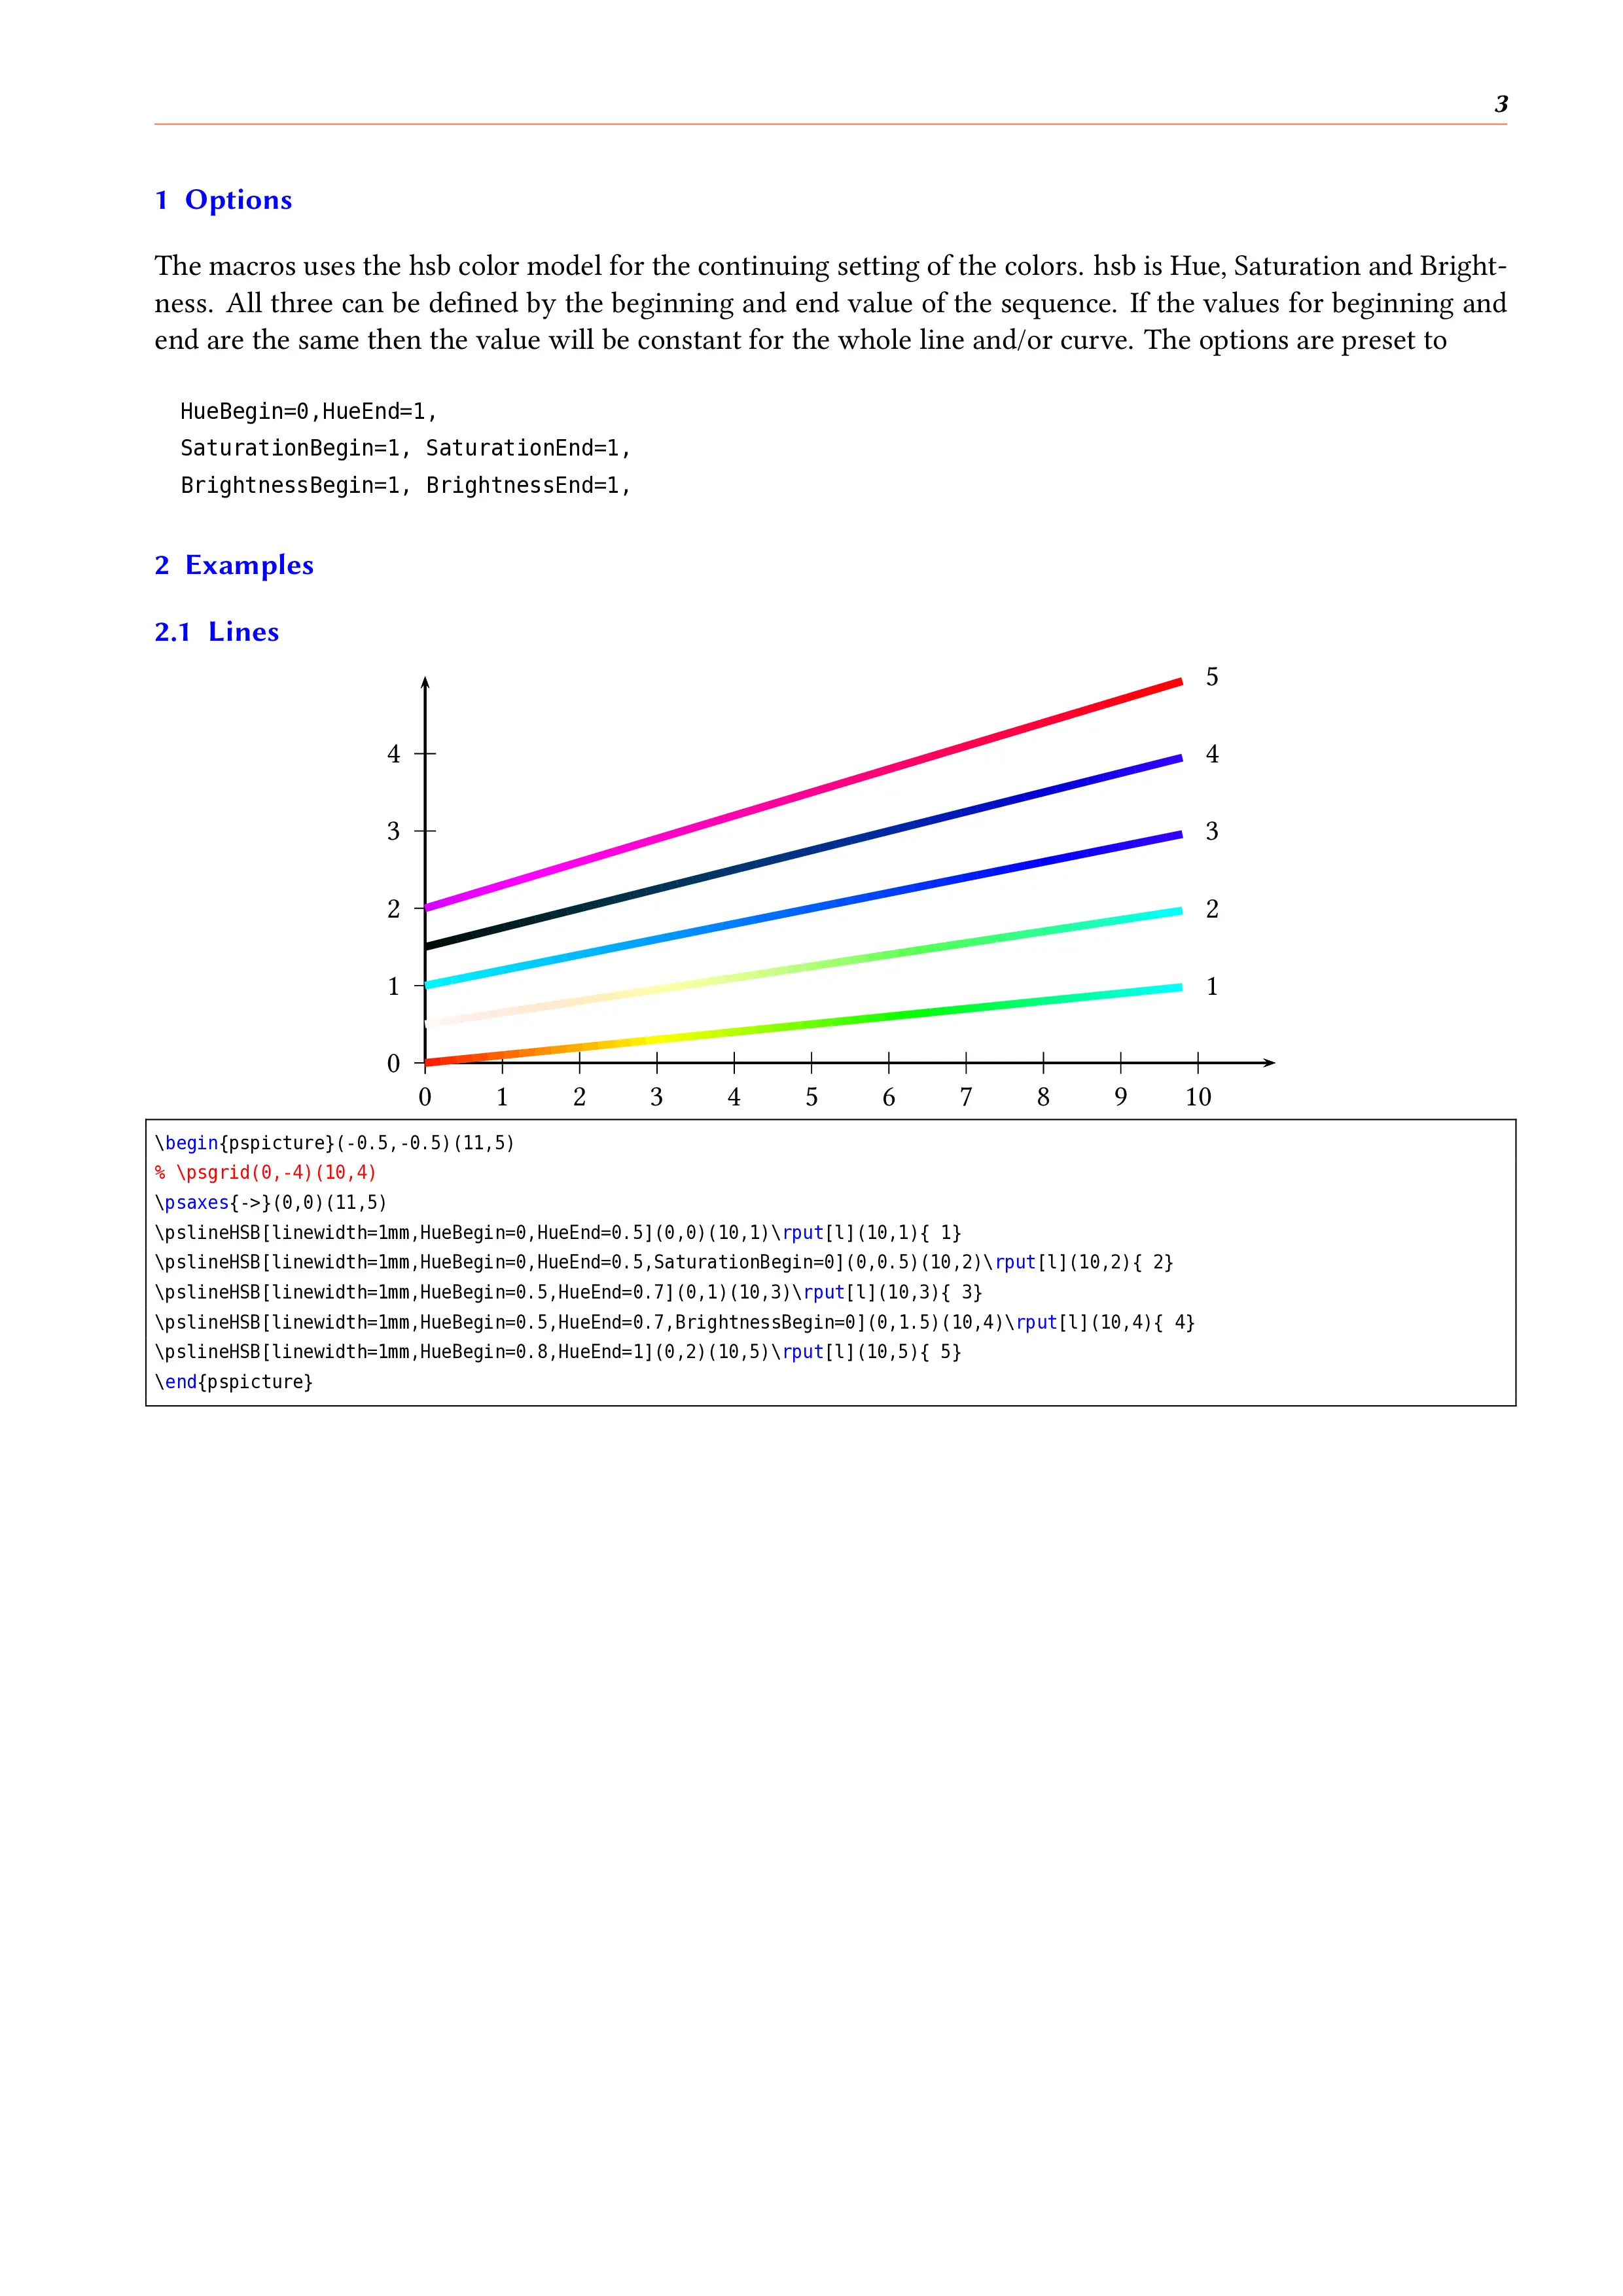 3
1 Options
The macros uses the hsb color model for the continuing setting of the colors. hsb is Hue, Saturation and Bright-
ness. All three can be defined by the beginning and end value of the sequence. If the values for beginning and
end are the same then the value will be constant for the whole line and/or curve. The options are preset to
HueBegin=0,HueEnd=1,
SaturationBegin=1, SaturationEnd=1,
BrightnessBegin=1, BrightnessEnd=1,
2 Examples
2.1 Lines
5
4 4
3 3
2 2
1 1
0
0 1 2 3 4 5 6 7 8 9 10
\begin{pspicture}(-0.5,-0.5)(11,5)
% \psgrid(0,-4)(10,4)
\psaxes{->}(0,0)(11,5)
\pslineHSB[linewidth=1mm,HueBegin=0,HueEnd=0.5](0,0)(10,1)\rput[l](10,1){ 1}
\pslineHSB[linewidth=1mm,HueBegin=0,HueEnd=0.5,SaturationBegin=0](0,0.5)(10,2)\rput[l](10,2){ 2}
\pslineHSB[linewidth=1mm,HueBegin=0.5,HueEnd=0.7](0,1)(10,3)\rput[l](10,3){ 3}
\pslineHSB[linewidth=1mm,HueBegin=0.5,HueEnd=0.7,BrightnessBegin=0](0,1.5)(10,4)\rput[l](10,4){ 4}
\pslineHSB[linewidth=1mm,HueBegin=0.8,HueEnd=1](0,2)(10,5)\rput[l](10,5){ 5}
\end{pspicture}